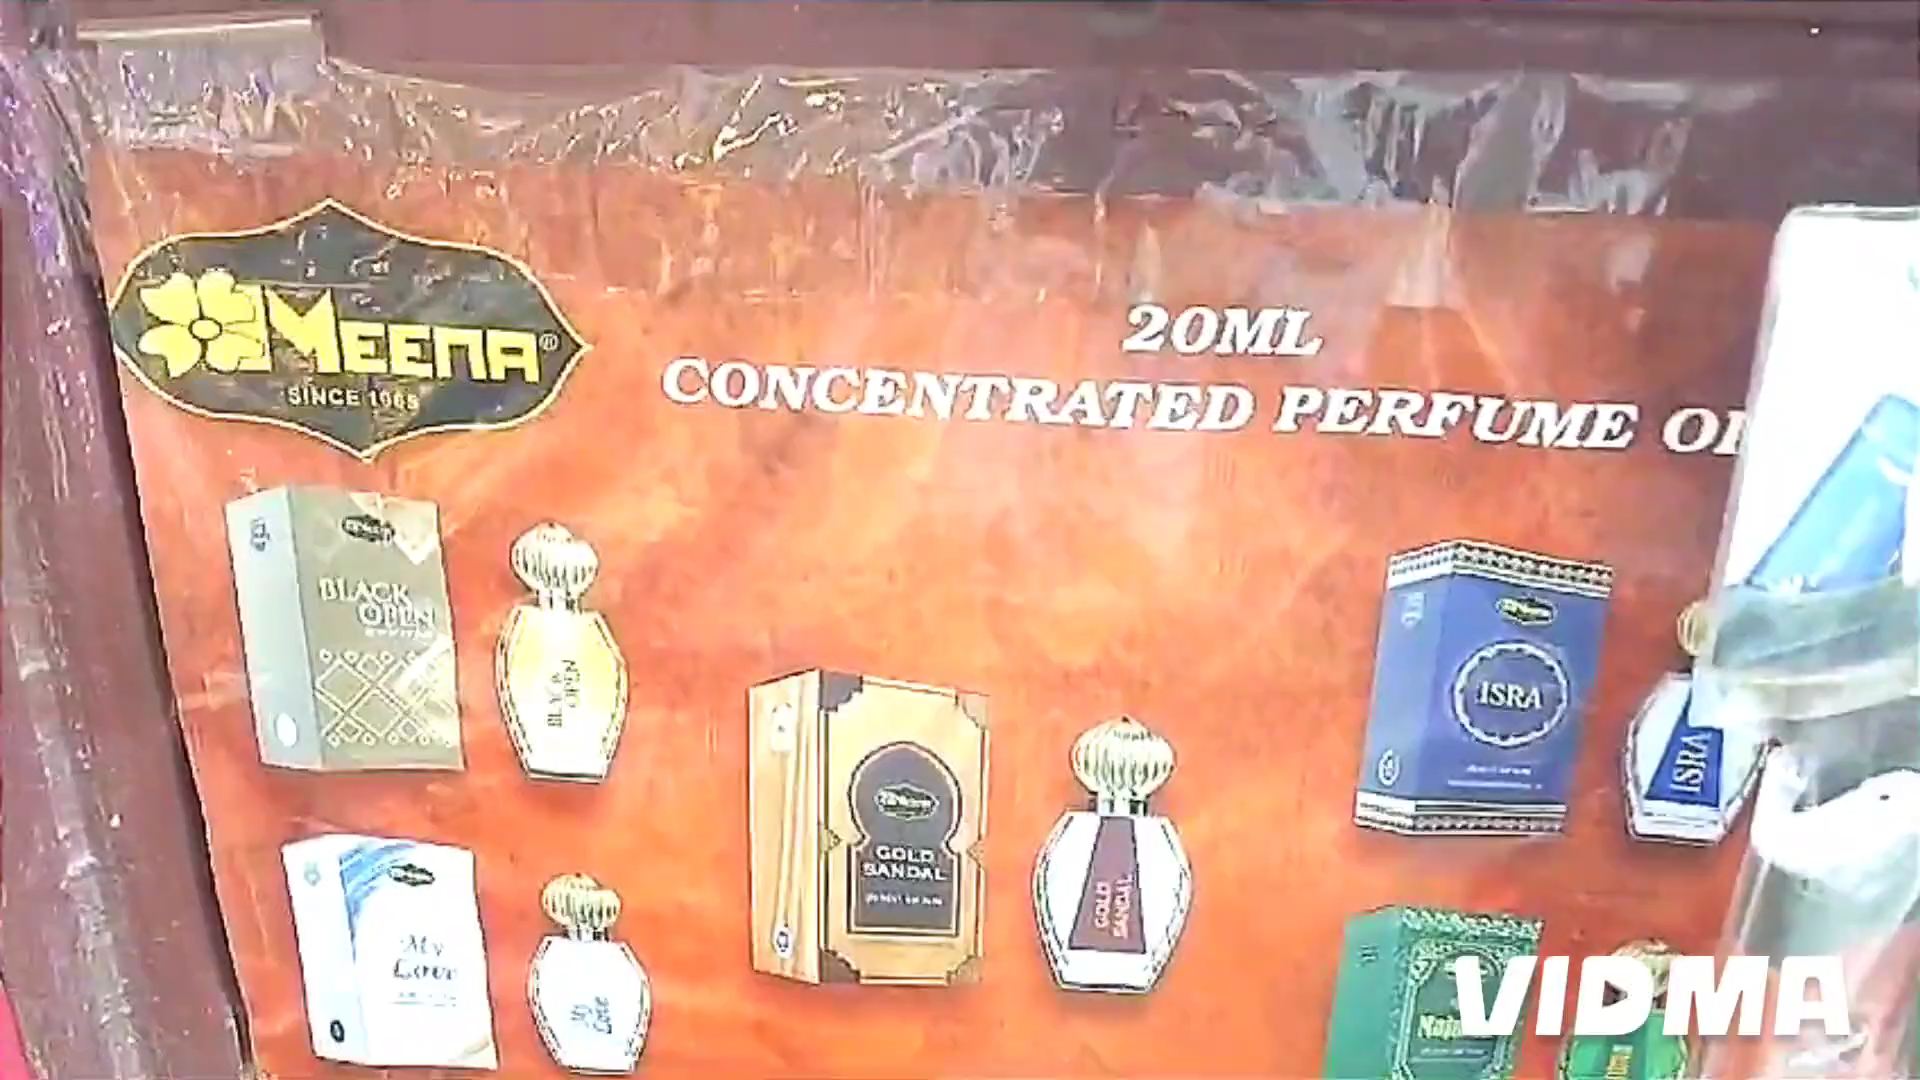 MEENA®
SINCE 1965
20ML
CONCENTRATED PERFUME
BLACK
OPEN
BLACK
OPEN
ISRA
ISRA
GOLD
SANDAL
GOLD
SANDAL
My
Love
VIDMA